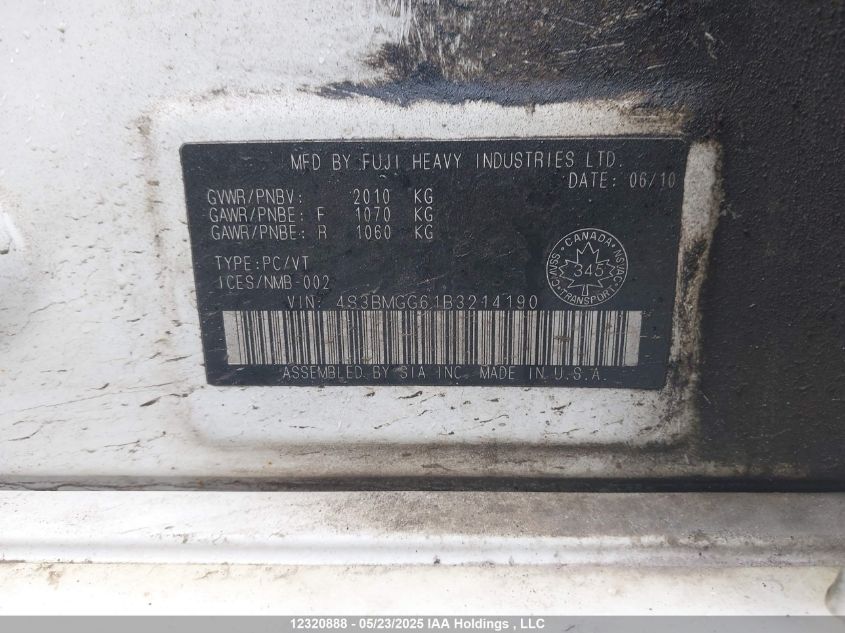 MFD BY FUJI HEAVY INDUSTRIES LTD.
DATE: 06/10
GVWR/PNBV: 2010 KG
GAWR/PNBE: F 1070 KG
GAWR/PNBE: R 1060 KG
TYPE:PC/VT
ICES/NMB-002
CANADA
345
TRANSPORT
NSVAC-
SSVNC-
VIN: 4S3BMGG61B3214190
ASSEMBLED BY SIA INC. MADE IN U.S.A.
12320888 - 05/23/2025 IAA Holdings , LLC